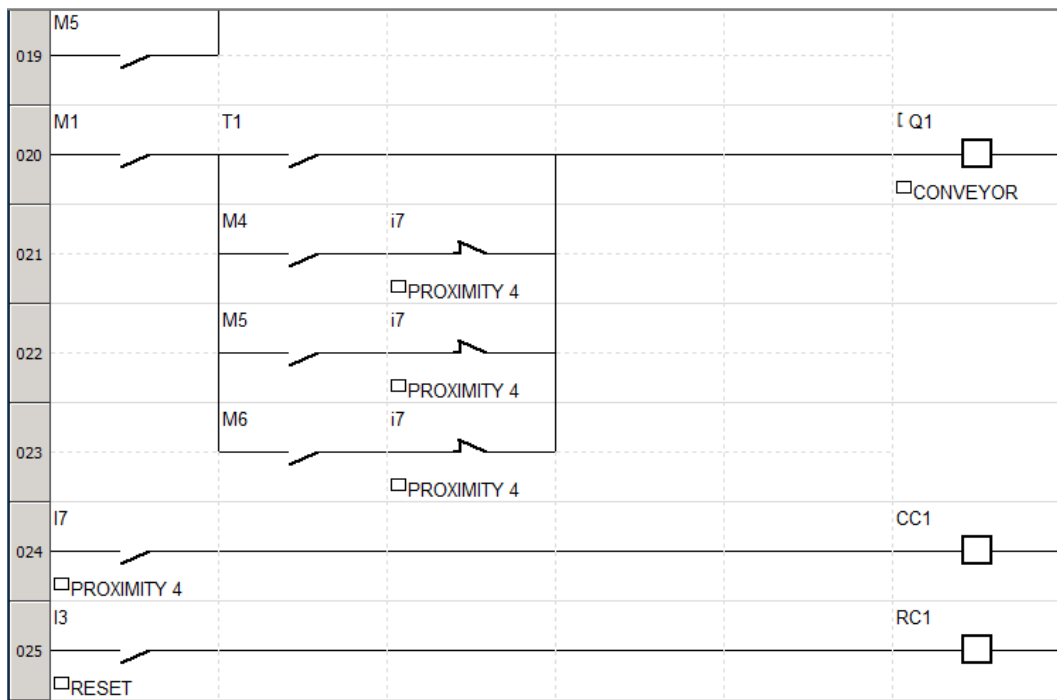 M5
019
M1 T1 [ Q1
020
CONVEYOR
M4 i7
021
PROXIMITY 4
M5 i7
022
PROXIMITY 4
M6 i7
023
PROXIMITY 4
I7 CC1
024
PROXIMITY 4
I3 RC1
025
RESET